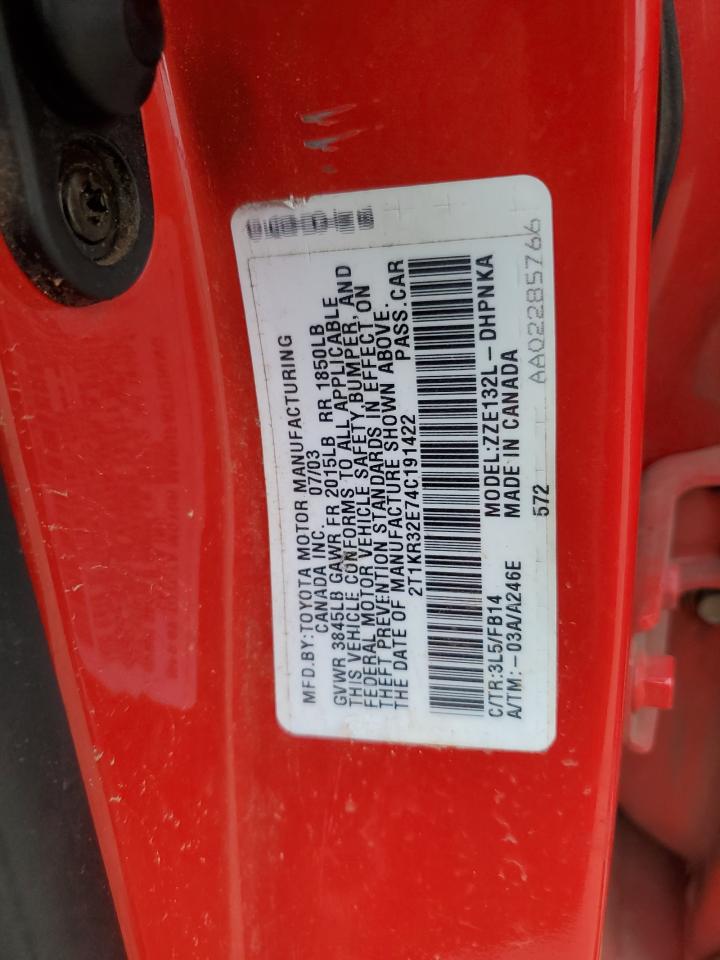 MFD.BY:TOYOTA MOTOR MANUFACTURING
CANADA INC. 07/03
GVWR 3845LB GAWR FR 2015LB RR 1850LB
THIS VEHICLE CONFORMS TO ALL APPLICABLE
FEDERAL MOTOR VEHICLE SAFETY BUMPER, AND
THEFT PREVENTION STANDARDS IN EFFECT ON
THE DATE OF MANUFACTURE SHOWN ABOVE.
2T1KR32E74C191422 PASS.CAR
C/TR:3L5/FB14 MODEL:ZZE132L-DHPNKA
A/TM:-03A/A246E MADE IN CANADA
572 AA02285766